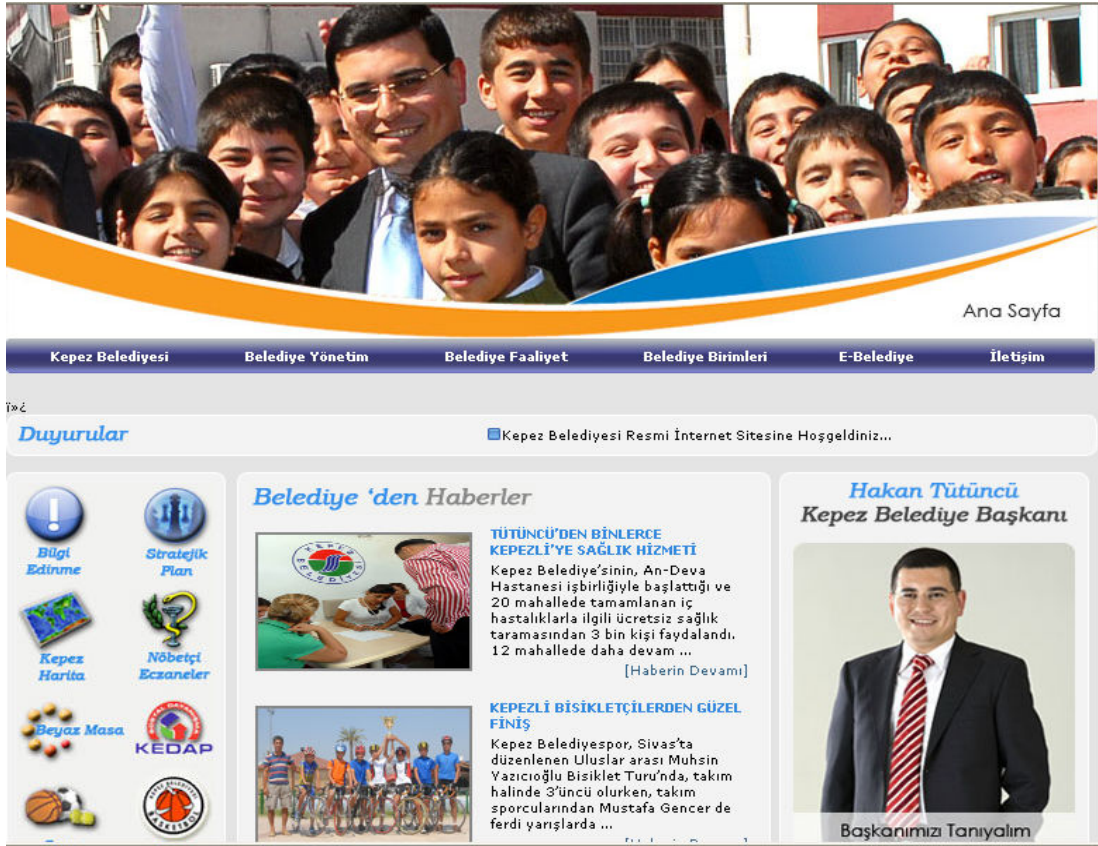 Ana Sayfa
Kepez Belediyesi
Belediye Yönetim
Belediye Faaliyet
Belediye Birimleri
E-Belediye
İletişim
ï»¿
Duyurular
Kepez Belediyesi Resmi İnternet Sitesine Hoşgeldiniz...
Bilgi
Edinme
Stratejik
Plan
Kepez
Harita
Nöbetçi
Eczaneler
Beyaz Masa
KEDAP
BASKETBOL
Belediye ‘den Haberler
KEPEZ
BELEDİYESİ
TÜTÜNCÜ’DEN BİNLERCE
KEPEZLİ’YE SAĞLIK HİZMETİ
Kepez Belediye’sinin, An-Deva
Hastanesi işbirliğiyle başlattığı ve
20 mahallede tamamlanan iç
hastalıklarla ilgili ücretsiz sağlık
taramasından 3 bin kişi faydalandı.
12 mahallede daha devam ...
[Haberin Devamı]
KEPEZLİ BİSİKLETÇİLERDEN GÜZEL
FİNİŞ
Kepez Belediyespor, Sivas’ta
düzenlenen Uluslar arası Muhsin
Yazıcıoğlu Bisiklet Turu’nda, takım
halinde 3’üncü olurken, takım
sporcularından Mustafa Gencer de
ferdi yarışlarda ...
Hakan Tütüncü
Kepez Belediye Başkanı
Başkanımızı Tanıyalım